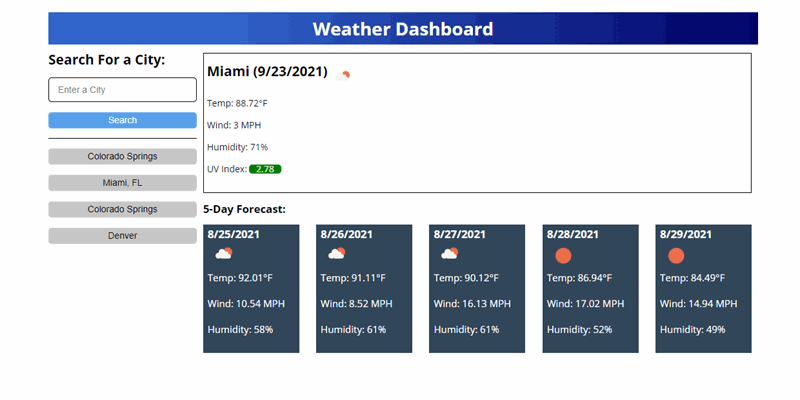 Weather Dashboard
Search For a City:
Enter a City
Search
Colorado Springs
Miami, FL
Colorado Springs
Denver
Miami (9/23/2021)
Temp: 88.72°F
Wind: 3 MPH
Humidity: 71%
UV Index: 2.78
5-Day Forecast:
8/25/2021
Temp: 92.01°F
Wind: 10.54 MPH
Humidity: 58%
8/26/2021
Temp: 91.11°F
Wind: 8.52 MPH
Humidity: 61%
8/27/2021
Temp: 90.12°F
Wind: 16.13 MPH
Humidity: 61%
8/28/2021
Temp: 86.94°F
Wind: 17.02 MPH
Humidity: 52%
8/29/2021
Temp: 84.49°F
Wind: 14.94 MPH
Humidity: 49%